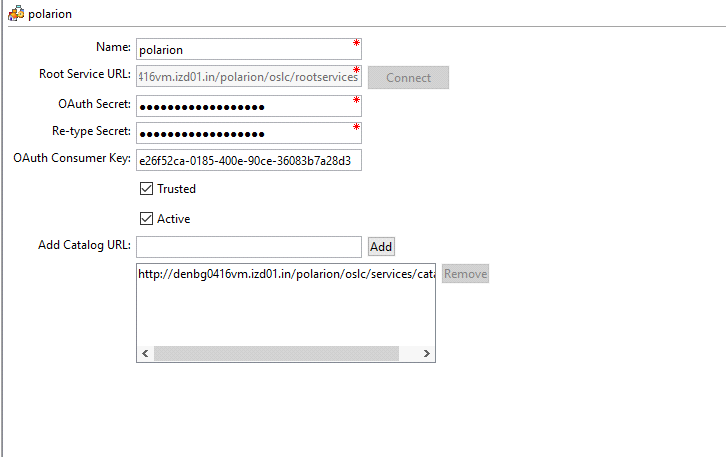 polarion
Name: polarion *
Root Service URL: 416vm.izd01.in/polarion/oslc/rootservices * Connect
OAuth Secret: ●●●●●●●●●●●●●●●●●● *
Re-type Secret: ●●●●●●●●●●●●●●●●●● *
OAuth Consumer Key: e26f52ca-0185-400e-90ce-36083b7a28d3
Trusted
Active
Add Catalog URL: Add
http://denbg0416vm.izd01.in/polarion/oslc/services/cata Remove